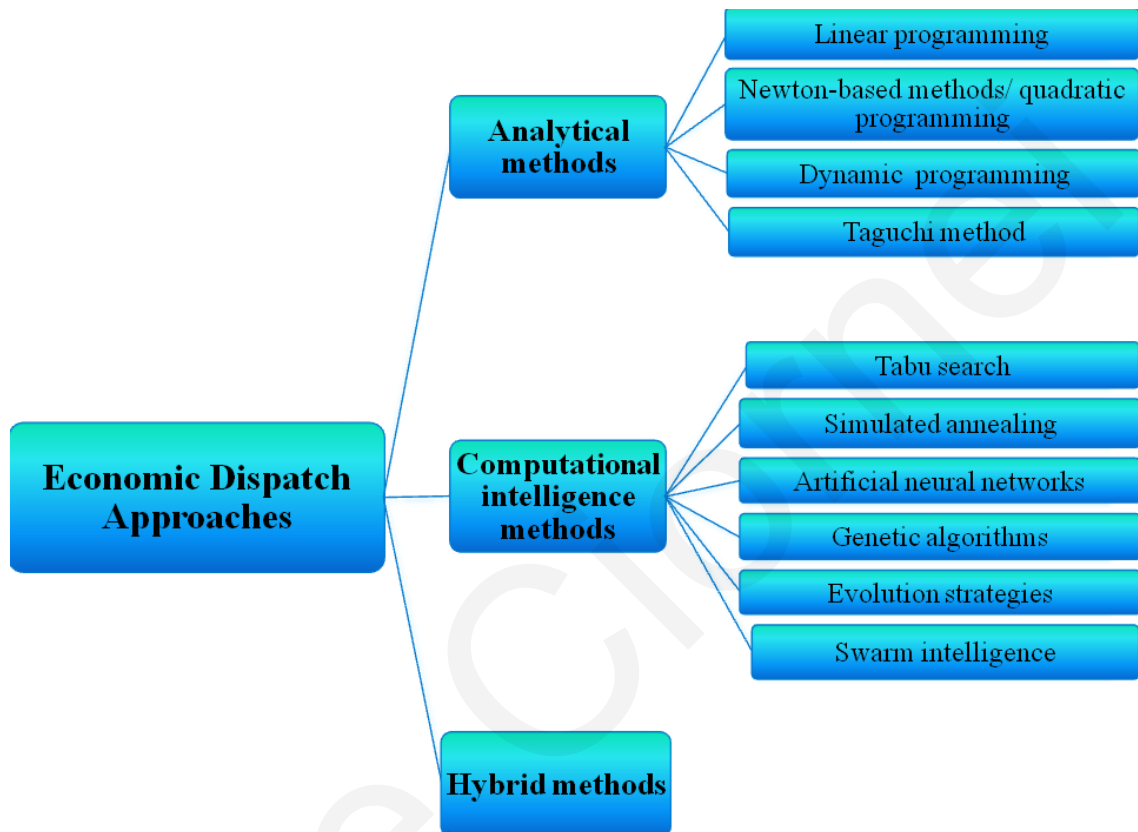 Economic Dispatch
Approaches
Analytical
methods
Linear programming
Newton-based methods/ quadratic
programming
Dynamic programming
Taguchi method
Computational
intelligence
methods
Tabu search
Simulated annealing
Artificial neural networks
Genetic algorithms
Evolution strategies
Swarm intelligence
Hybrid methods